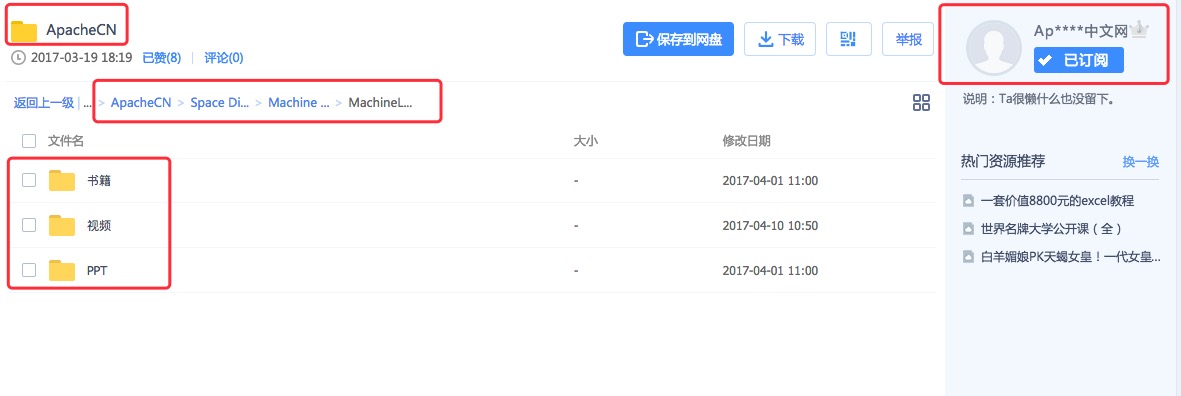 ApacheCN
2017-03-19 18:19 已赞(8) | 评论(0)
保存到网盘 下载 举报
返回上一级 | ... > ApacheCN > Space Di... > Machine ... > MachineL...
文件名 大小 修改日期
书籍 - 2017-04-01 11:00
视频 - 2017-04-10 10:50
PPT - 2017-04-01 11:00
Ap****中文网
已订阅
说明：Ta很懒什么也没留下。
热门资源推荐 换一换
一套价值8800元的excel教程
世界名牌大学公开课（全）
白羊媚娘PK天蝎女皇！一代女皇...